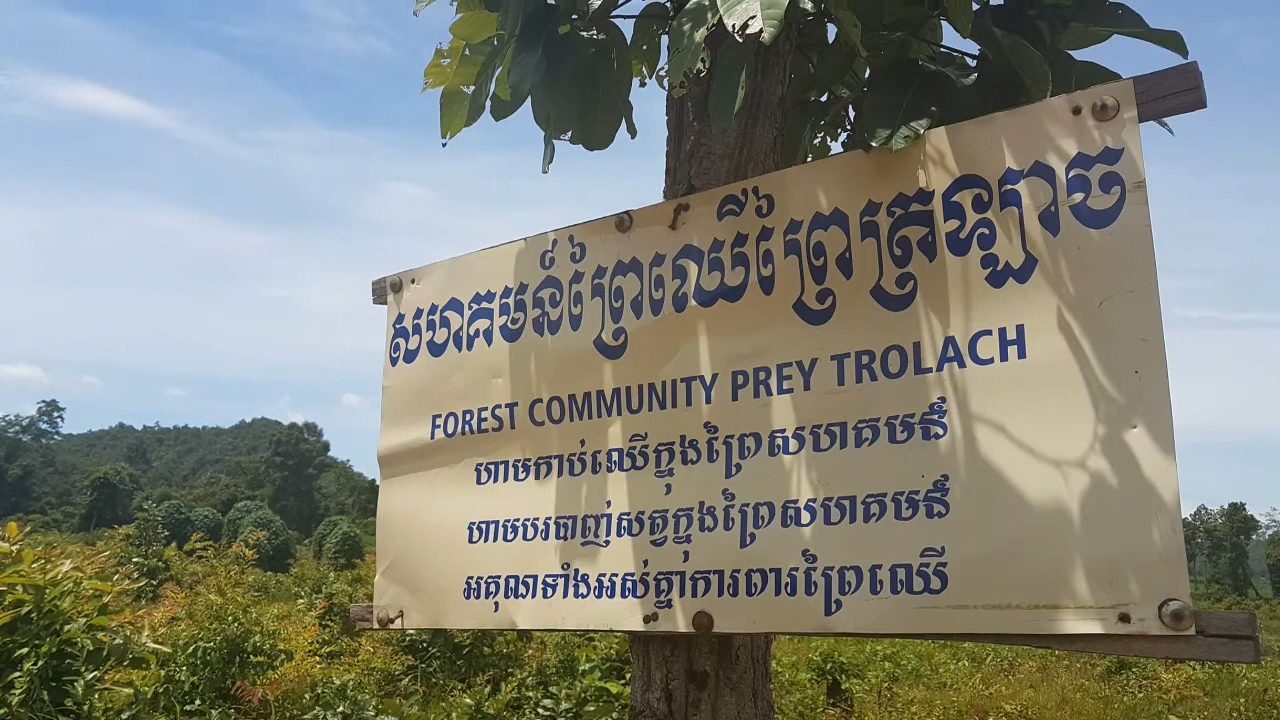 សហគមន៍ព្រៃឈើព្រៃត្រឡាច
FOREST COMMUNITY PREY TROLACH
ហាមកាប់ឈើក្នុងព្រៃសហគមន៍
ហាមបរបាញ់សត្វក្នុងព្រៃសហគមន៍
អគុណទាំងអស់គ្នាការពារព្រៃឈើ